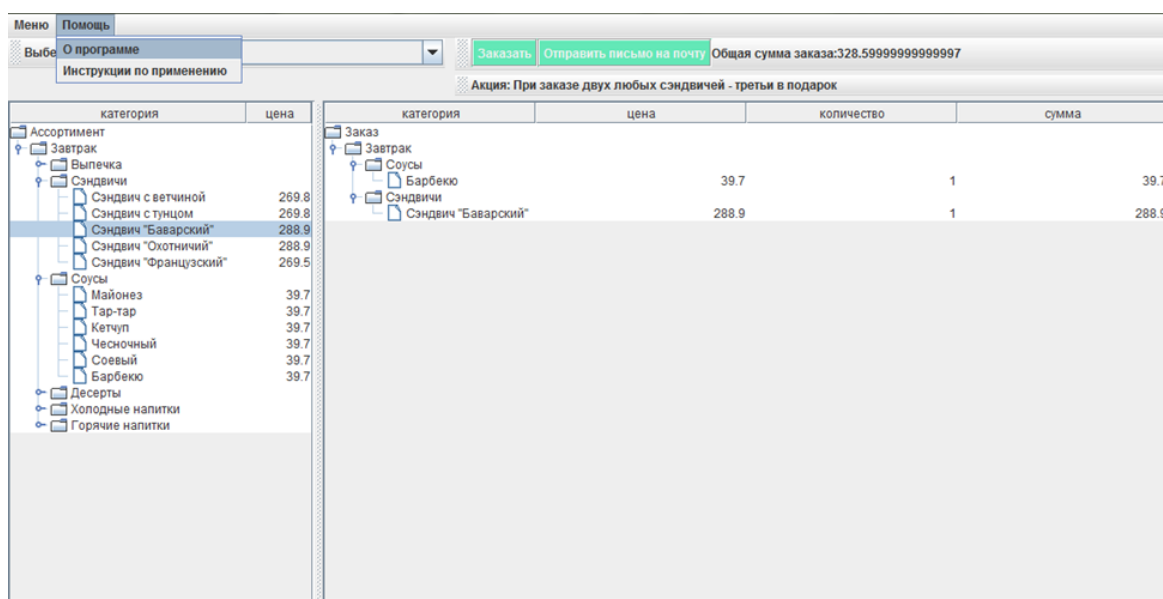 Меню Помощь
О программе
Инструкции по применению
Выбе
Заказать Отправить письмо на почту Общая сумма заказа:328.59999999999997
Акция: При заказе двух любых сэндвичей - третьи в подарок
категория цена
Ассортимент
Завтрак
Выпечка
Сэндвичи
Сэндвич с ветчиной 269.8
Сэндвич с тунцом 269.8
Сэндвич "Баварский" 288.9
Сэндвич "Охотничий" 288.9
Сэндвич "Французский" 269.5
Соусы
Майонез 39.7
Тар-тар 39.7
Кетчуп 39.7
Чесночный 39.7
Соевый 39.7
Барбекю 39.7
Десерты
Холодные напитки
Горячие напитки
категория цена количество сумма
Заказ
Завтрак
Соусы
Барбекю 39.7 1 39.7
Сэндвичи
Сэндвич "Баварский" 288.9 1 288.9